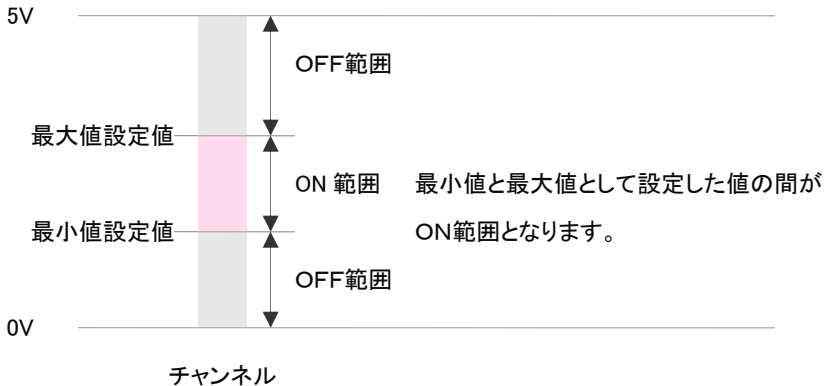 5V
OFF範囲
最大値設定値
ON 範囲 最小値と最大値として設定した値の間が
最小値設定値 ON範囲となります。
OFF範囲
0V
チャンネル